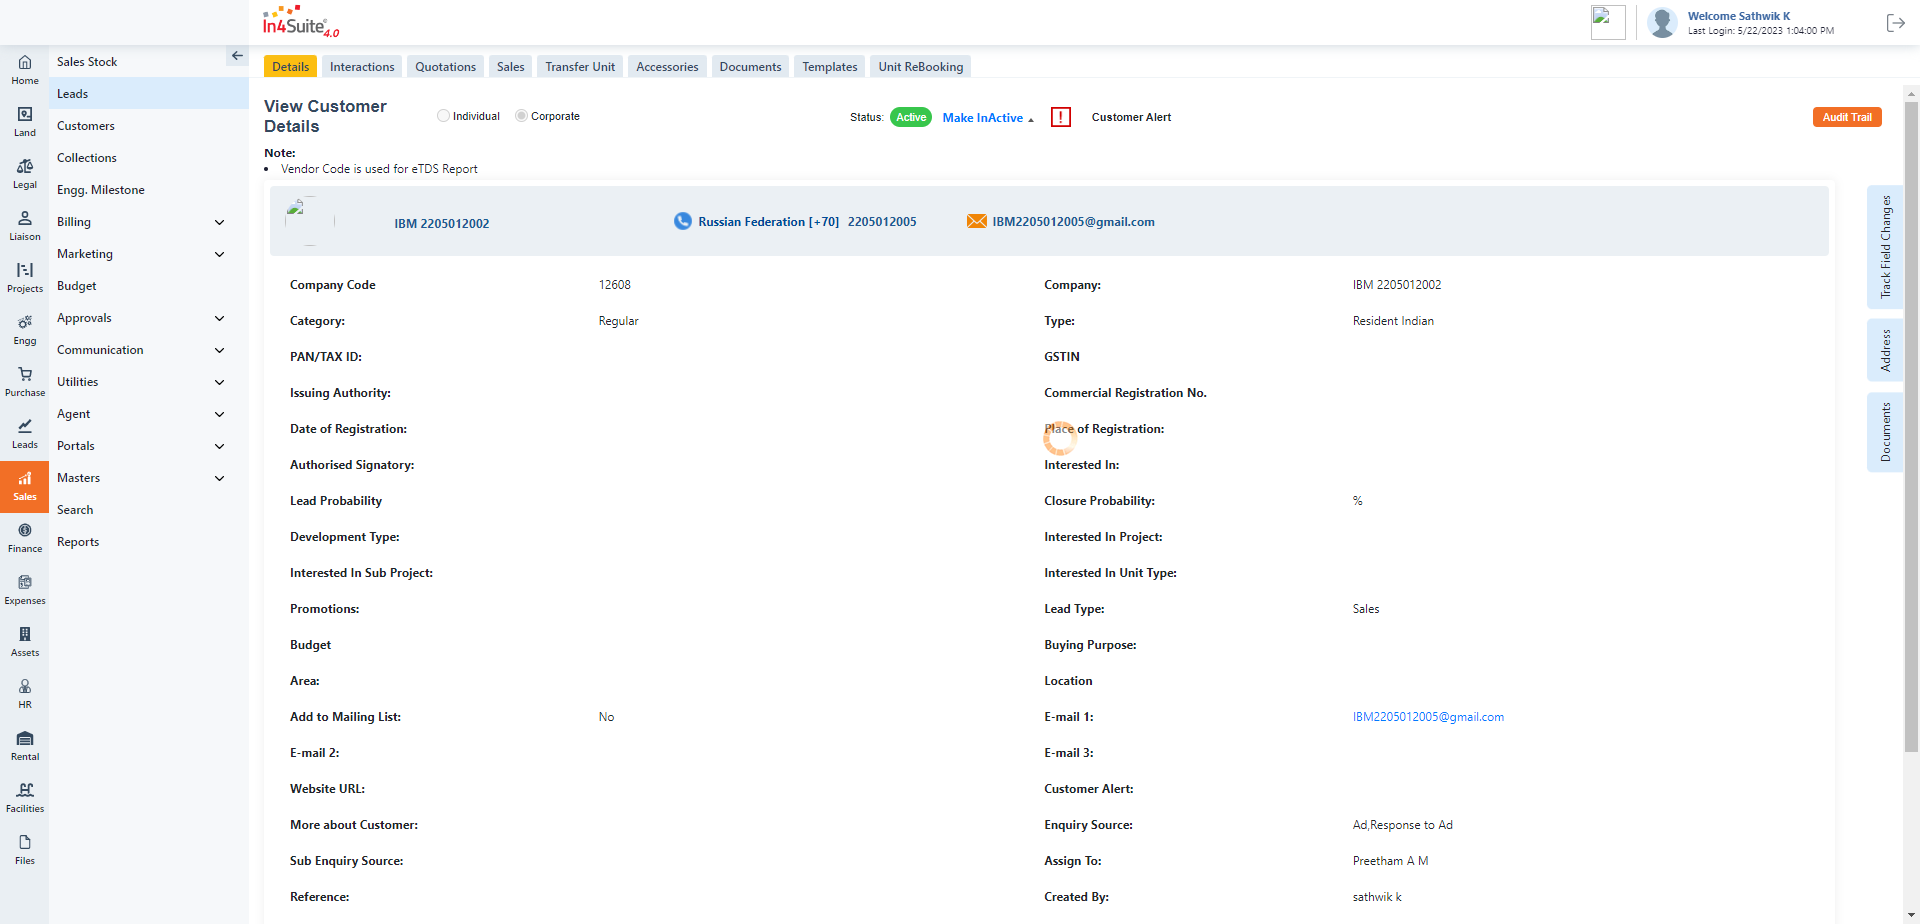 In4Suite 4.0
Welcome Sathwik K
Last Login: 5/22/2023 1:04:00 PM
Home
Land
Legal
Liaison
Projects
Engg
Purchase
Leads
Sales
Finance
Expenses
Assets
HR
Rental
Facilities
Files
Sales Stock
Leads
Customers
Collections
Engg. Milestone
Billing
Marketing
Budget
Approvals
Communication
Utilities
Agent
Portals
Masters
Search
Reports
Details Interactions Quotations Sales Transfer Unit Accessories Documents Templates Unit ReBooking
View Customer
Details
Individual Corporate
Status: Active Make InActive ! Customer Alert
Audit Trail
Note:
• Vendor Code is used for eTDS Report
IBM 2205012002 Russian Federation [+70] 2205012005 IBM2205012005@gmail.com
Company Code 12608 Company: IBM 2205012002
Category: Regular Type: Resident Indian
PAN/TAX ID: GSTIN
Issuing Authority: Commercial Registration No.
Date of Registration: Place of Registration:
Authorised Signatory: Interested In:
Lead Probability Closure Probability: %
Development Type: Interested In Project:
Interested In Sub Project: Interested In Unit Type:
Promotions: Lead Type: Sales
Budget Buying Purpose:
Area: Location
Add to Mailing List: No E-mail 1: IBM2205012005@gmail.com
E-mail 2: E-mail 3:
Website URL: Customer Alert:
More about Customer: Enquiry Source: Ad,Response to Ad
Sub Enquiry Source: Assign To: Preetham A M
Reference: Created By: sathwik k
Track Field Changes
Address
Documents